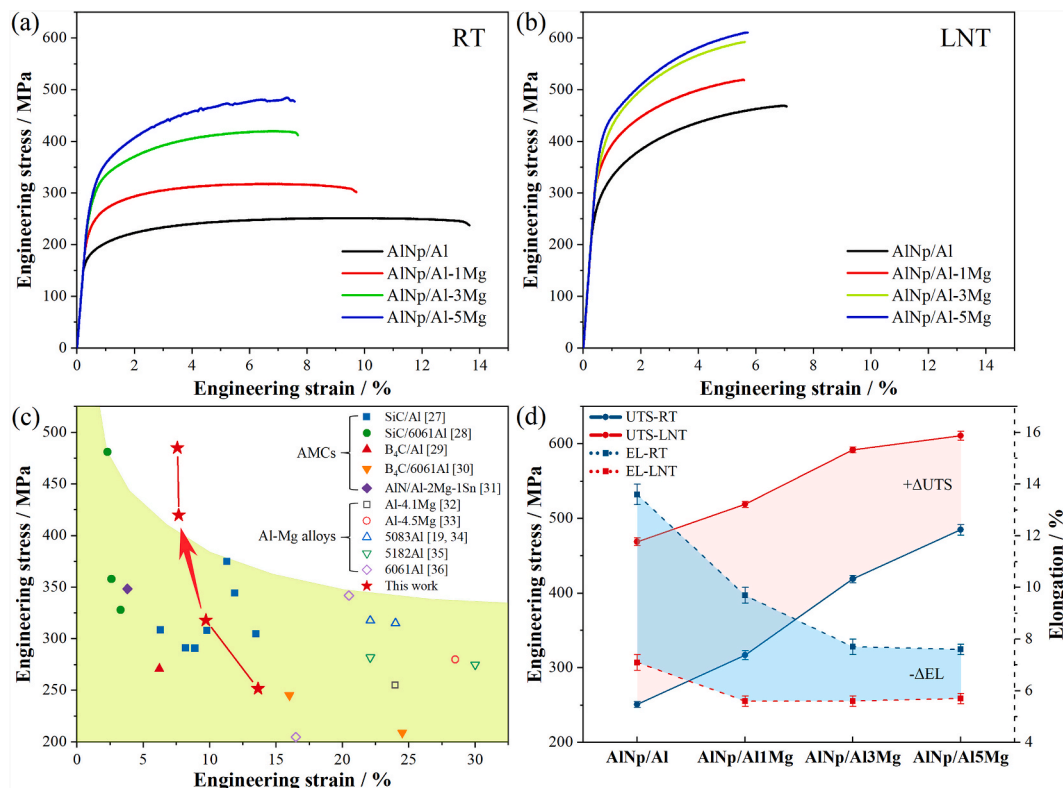 (a)
RT
Engineering stress / MPa
600
500
400
300
200
100
0
AlNp/Al
AlNp/Al-1Mg
AlNp/Al-3Mg
AlNp/Al-5Mg
0 2 4 6 8 10 12 14
Engineering strain / %
(b)
LNT
Engineering stress / MPa
600
500
400
300
200
100
0
AlNp/Al
AlNp/Al-1Mg
AlNp/Al-3Mg
AlNp/Al-5Mg
0 2 4 6 8 10 12 14
Engineering strain / %
(c)
Engineering stress / MPa
500
450
400
350
300
250
200
AMCs
SiC/Al [27]
SiC/6061Al [28]
B₄C/Al [29]
B₄C/6061Al [30]
AlN/Al-2Mg-1Sn [31]
Al-Mg alloys
Al-4.1Mg [32]
Al-4.5Mg [33]
5083Al [19, 34]
5182Al [35]
6061Al [36]
This work
0 5 10 15 20 25 30
Engineering strain / %
(d)
Engineering stress / MPa
600
500
400
300
200
UTS-RT
UTS-LNT
EL-RT
EL-LNT
+ΔUTS
-ΔEL
16
14
12
10
8
6
4
Elongation / %
AlNp/Al AlNp/Al1Mg AlNp/Al3Mg AlNp/Al5Mg